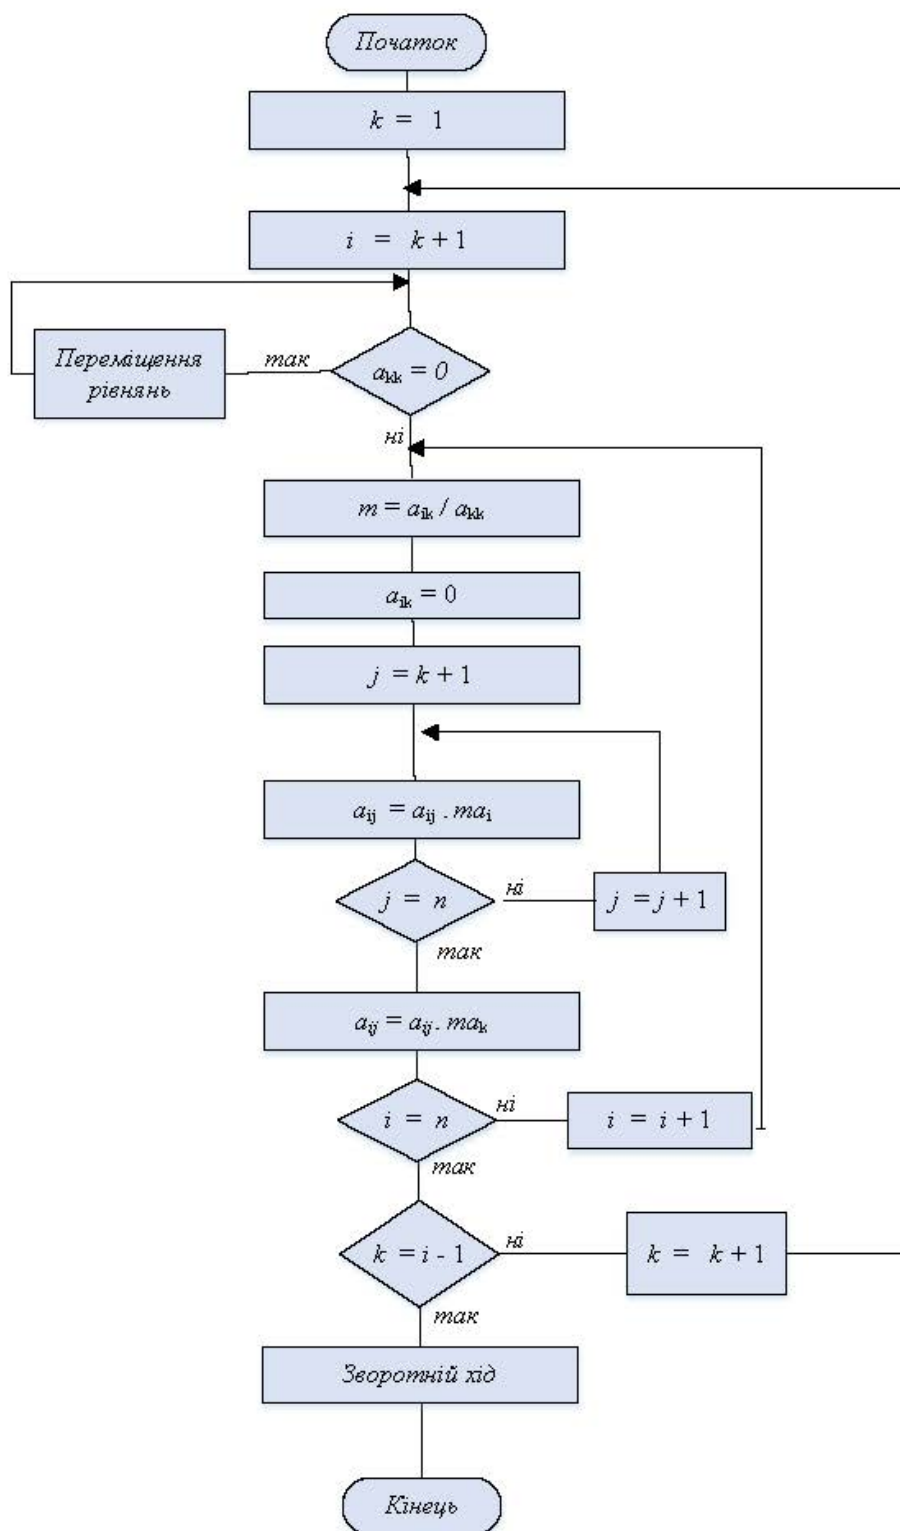 Початок
k = 1
i = k + 1
Переміщення
рівнянь
так
aₖₖ = 0
ні
m = aᵢₖ / aₖₖ
aᵢₖ = 0
j = k + 1
aᵢⱼ = aᵢⱼ . maᵢ
j = n
ні
j = j + 1
так
aᵢⱼ = aᵢⱼ. maₖ
i = n
ні
i = i + 1
так
k = i - 1
ні
k = k + 1
так
Зворотній хід
Кінець